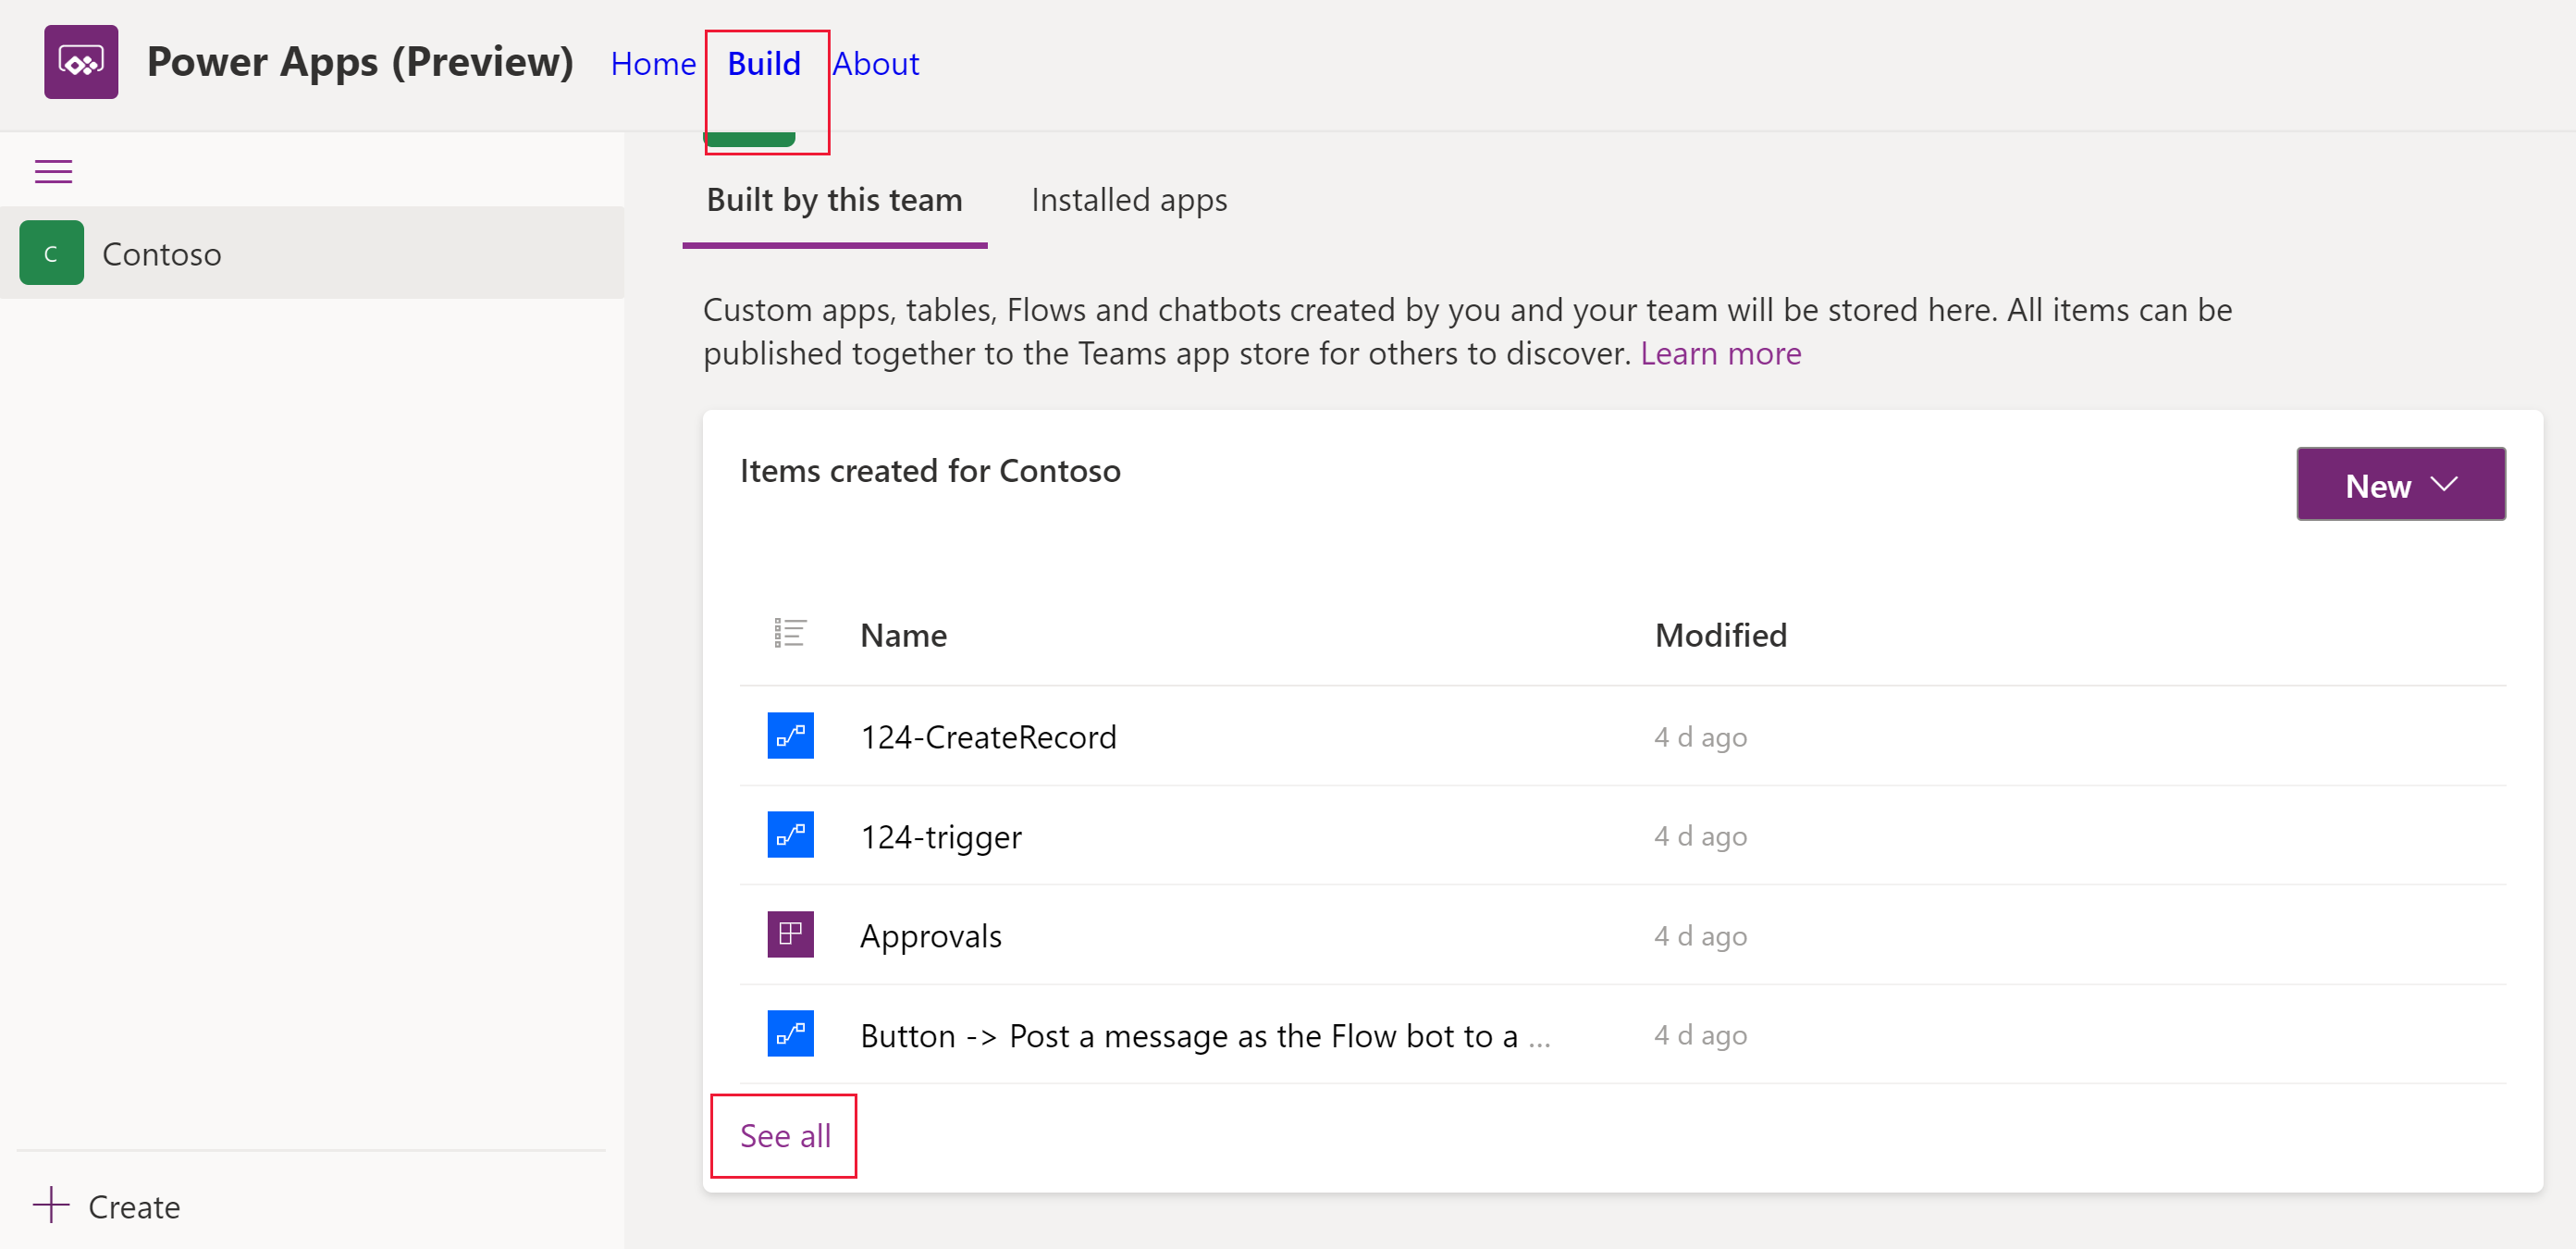 Power Apps (Preview) Home Build About
C Contoso
Built by this team Installed apps
Custom apps, tables, Flows and chatbots created by you and your team will be stored here. All items can be
published together to the Teams app store for others to discover. Learn more
Items created for Contoso
New
Name Modified
124-CreateRecord 4 d ago
124-trigger 4 d ago
Approvals 4 d ago
Button -> Post a message as the Flow bot to a ... 4 d ago
See all
Create